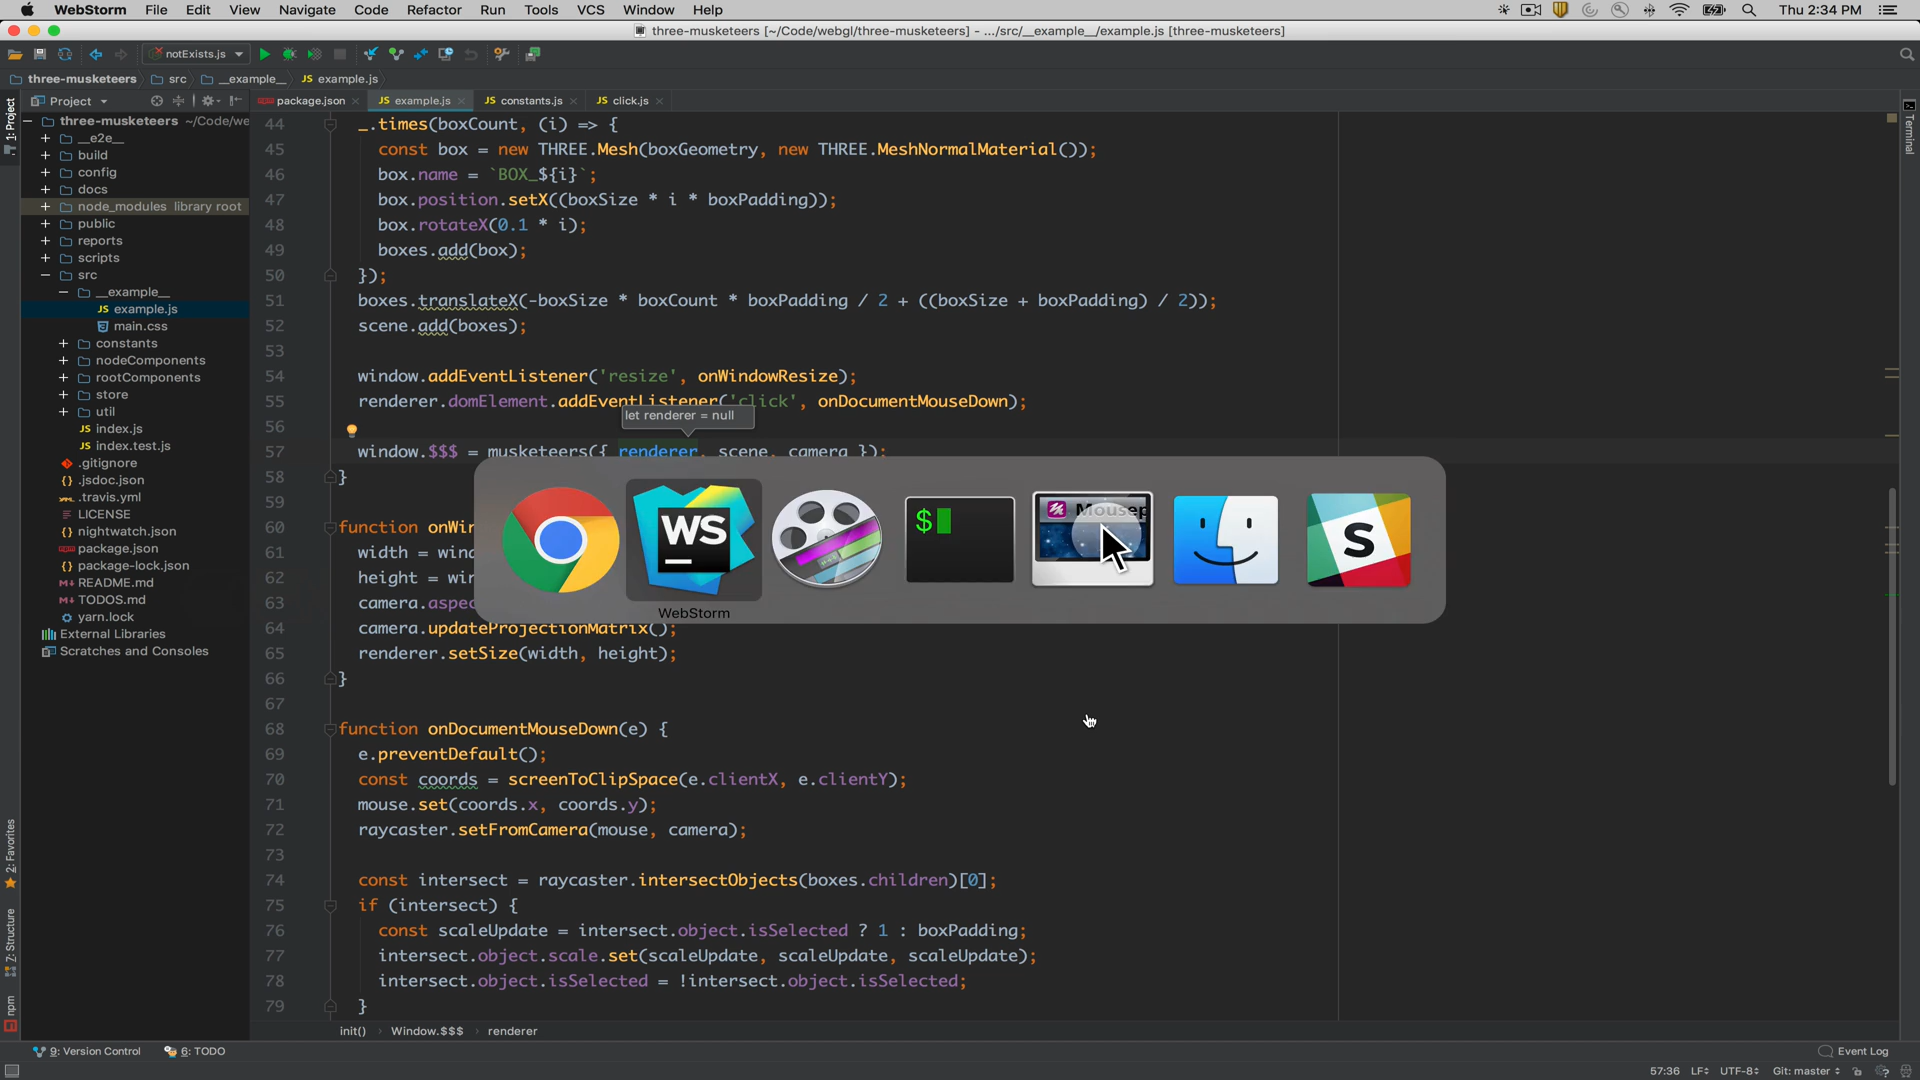 WebStorm File Edit View Navigate Code Refactor Run Tools VCS Window Help Thu 2:34 PM
three-musketeers [~/Code/webgl/three-musketeers] - .../src/__example__/example.js [three-musketeers]
notExists.js
three-musketeers src __example__ example.js
1: Project
Project
package.json
example.js
constants.js
click.js
Terminal
three-musketeers ~/Code/we
__e2e__
build
config
docs
node_modules library root
public
reports
scripts
src
__example__
example.js
main.css
constants
nodeComponents
rootComponents
store
util
index.js
index.test.js
.gitignore
.jsdoc.json
.travis.yml
LICENSE
nightwatch.json
package.json
package-lock.json
README.md
TODOS.md
yarn.lock
External Libraries
Scratches and Consoles
44 _.times(boxCount, (i) => {
45 const box = new THREE.Mesh(boxGeometry, new THREE.MeshNormalMaterial());
46 box.name = `BOX_${i}`;
47 box.position.setX((boxSize * i * boxPadding));
48 box.rotateX(0.1 * i);
49 boxes.add(box);
50 });
51 boxes.translateX(-boxSize * boxCount * boxPadding / 2 + ((boxSize + boxPadding) / 2));
52 scene.add(boxes);
53
54 window.addEventListener('resize', onWindowResize);
55 renderer.domElement.addEventListener('click', onDocumentMouseDown);
let renderer = null
56
57 window.$$$ = musketeers({ renderer, scene, camera });
58 }
59
60 function onWin
61 width = wind
62 height = win
63 camera.aspec
64 camera.updateProjectionMatrix();
65 renderer.setSize(width, height);
66 }
67
68 function onDocumentMouseDown(e) {
69 e.preventDefault();
70 const coords = screenToClipSpace(e.clientX, e.clientY);
71 mouse.set(coords.x, coords.y);
72 raycaster.setFromCamera(mouse, camera);
73
74 const intersect = raycaster.intersectObjects(boxes.children)[0];
75 if (intersect) {
76 const scaleUpdate = intersect.object.isSelected ? 1 : boxPadding;
77 intersect.object.scale.set(scaleUpdate, scaleUpdate, scaleUpdate);
78 intersect.object.isSelected = !intersect.object.isSelected;
79 }
WS
$
Mousep
S
WebStorm
2: Favorites
7: Structure
npm
init() Window.$$$ renderer
9: Version Control 6: TODO Event Log
57:36 LF UTF-8 Git: master